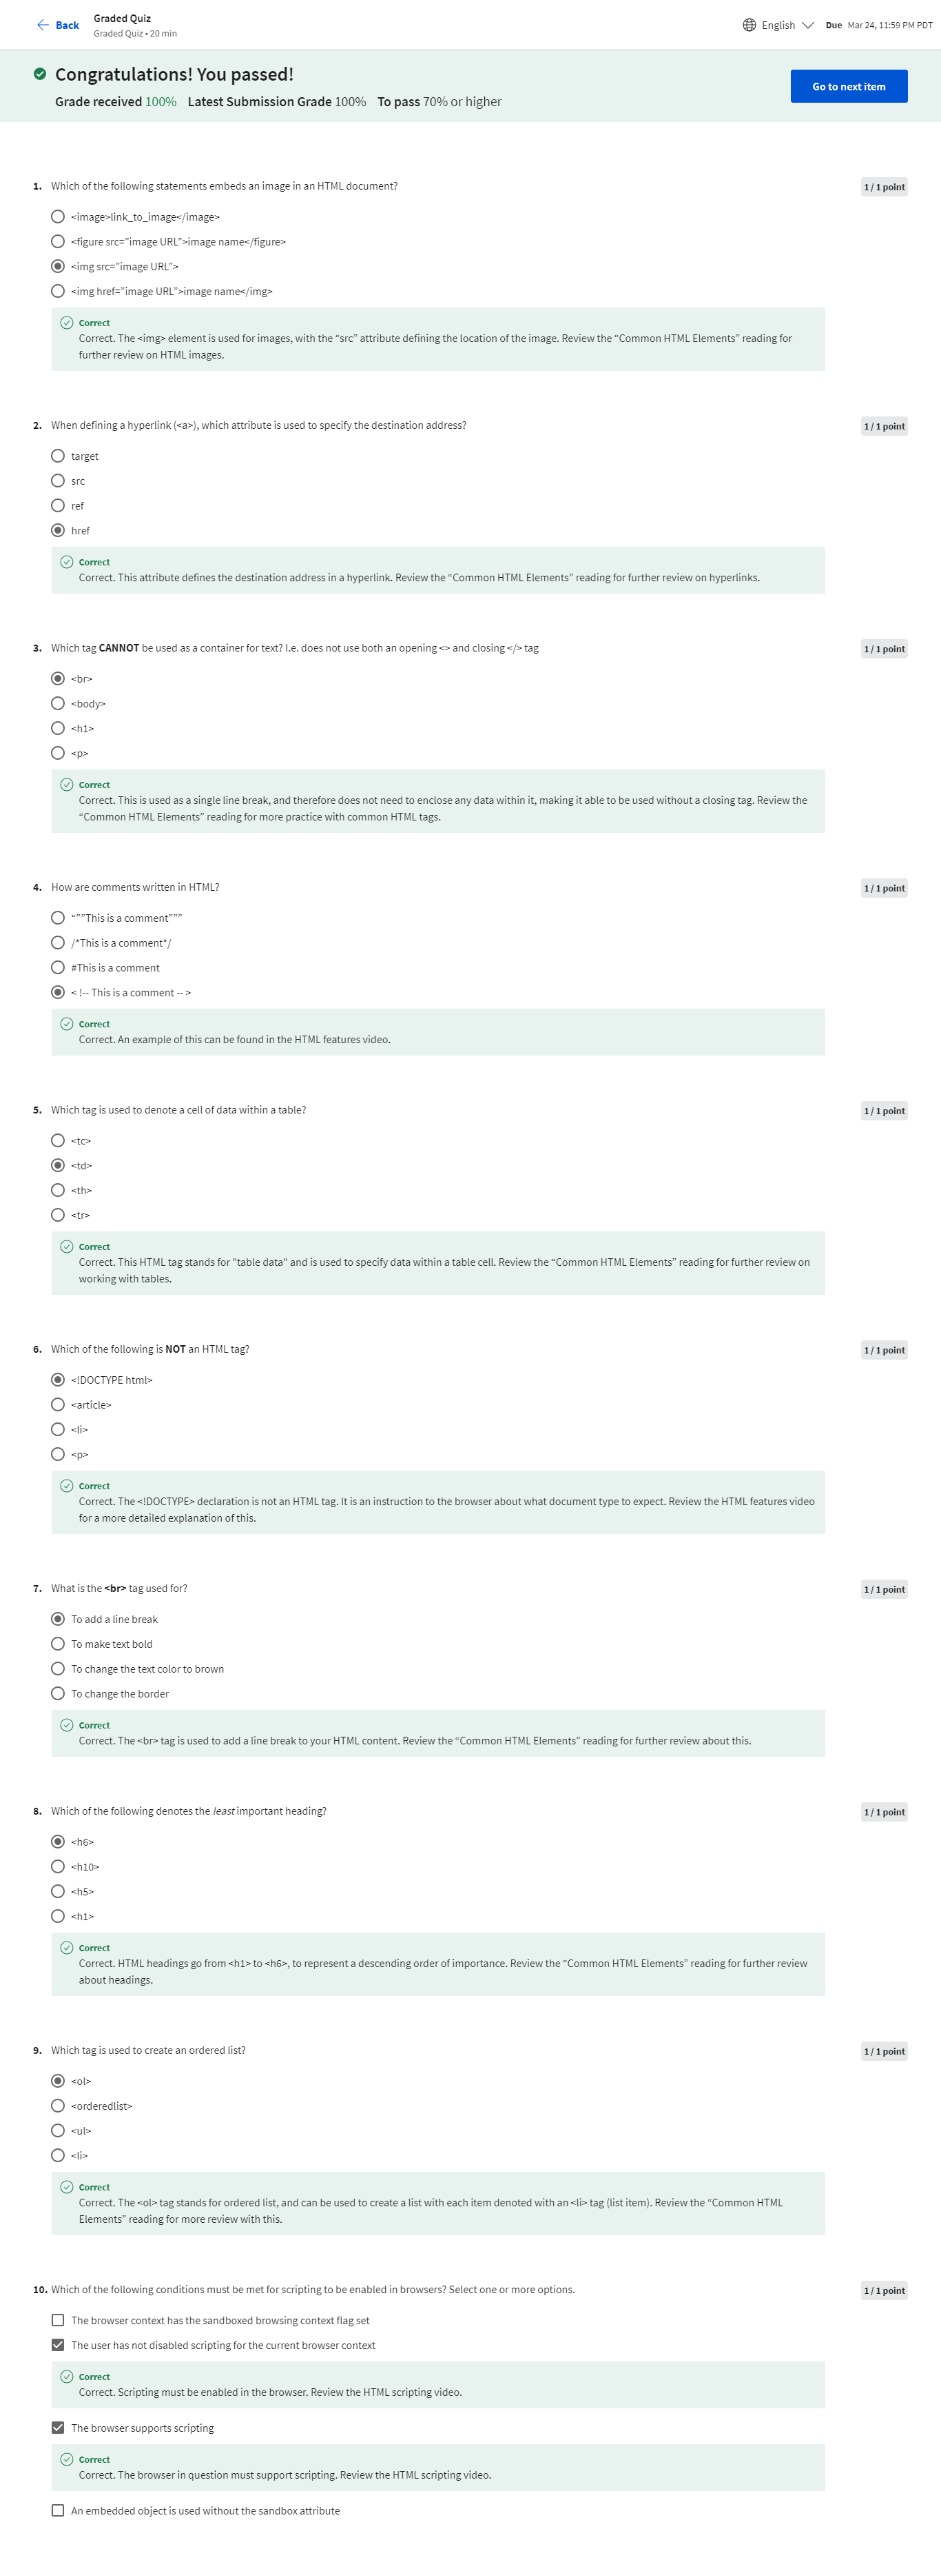 Back
Graded Quiz
Graded Quiz • 20 min
English
Due Mar 24, 11:59 PM PDT
Congratulations! You passed!
Grade received 100% Latest Submission Grade 100% To pass 70% or higher
Go to next item
1. Which of the following statements embeds an image in an HTML document?
1 / 1 point
<image>link_to_image</image>
<figure src="image URL">image name</figure>
<img src="image URL">
<img href="image URL">image name</img>
Correct
Correct. The <img> element is used for images, with the “src” attribute defining the location of the image. Review the “Common HTML Elements” reading for
further review on HTML images.
2. When defining a hyperlink (<a>), which attribute is used to specify the destination address?
1 / 1 point
target
src
ref
href
Correct
Correct. This attribute defines the destination address in a hyperlink. Review the “Common HTML Elements” reading for further review on hyperlinks.
3. Which tag CANNOT be used as a container for text? I.e. does not use both an opening <> and closing </> tag
1 / 1 point
<br>
<body>
<h1>
<p>
Correct
Correct. This is used as a single line break, and therefore does not need to enclose any data within it, making it able to be used without a closing tag. Review the
“Common HTML Elements” reading for more practice with common HTML tags.
4. How are comments written in HTML?
1 / 1 point
“””This is a comment”””
/*This is a comment*/
#This is a comment
< !-- This is a comment -- >
Correct
Correct. An example of this can be found in the HTML features video.
5. Which tag is used to denote a cell of data within a table?
1 / 1 point
<tc>
<td>
<th>
<tr>
Correct
Correct. This HTML tag stands for "table data" and is used to specify data within a table cell. Review the “Common HTML Elements” reading for further review on
working with tables.
6. Which of the following is NOT an HTML tag?
1 / 1 point
<!DOCTYPE html>
<article>
<li>
<p>
Correct
Correct. The <!DOCTYPE> declaration is not an HTML tag. It is an instruction to the browser about what document type to expect. Review the HTML features video
for a more detailed explanation of this.
7. What is the <br> tag used for?
1 / 1 point
To add a line break
To make text bold
To change the text color to brown
To change the border
Correct
Correct. The <br> tag is used to add a line break to your HTML content. Review the “Common HTML Elements” reading for further review about this.
8. Which of the following denotes the least important heading?
1 / 1 point
<h6>
<h10>
<h5>
<h1>
Correct
Correct. HTML headings go from <h1> to <h6>, to represent a descending order of importance. Review the “Common HTML Elements” reading for further review
about headings.
9. Which tag is used to create an ordered list?
1 / 1 point
<ol>
<orderedlist>
<ul>
<li>
Correct
Correct. The <ol> tag stands for ordered list, and can be used to create a list with each item denoted with an <li> tag (list item). Review the “Common HTML
Elements” reading for more review with this.
10. Which of the following conditions must be met for scripting to be enabled in browsers? Select one or more options.
1 / 1 point
The browser context has the sandboxed browsing context flag set
The user has not disabled scripting for the current browser context
Correct
Correct. Scripting must be enabled in the browser. Review the HTML scripting video.
The browser supports scripting
Correct
Correct. The browser in question must support scripting. Review the HTML scripting video.
An embedded object is used without the sandbox attribute